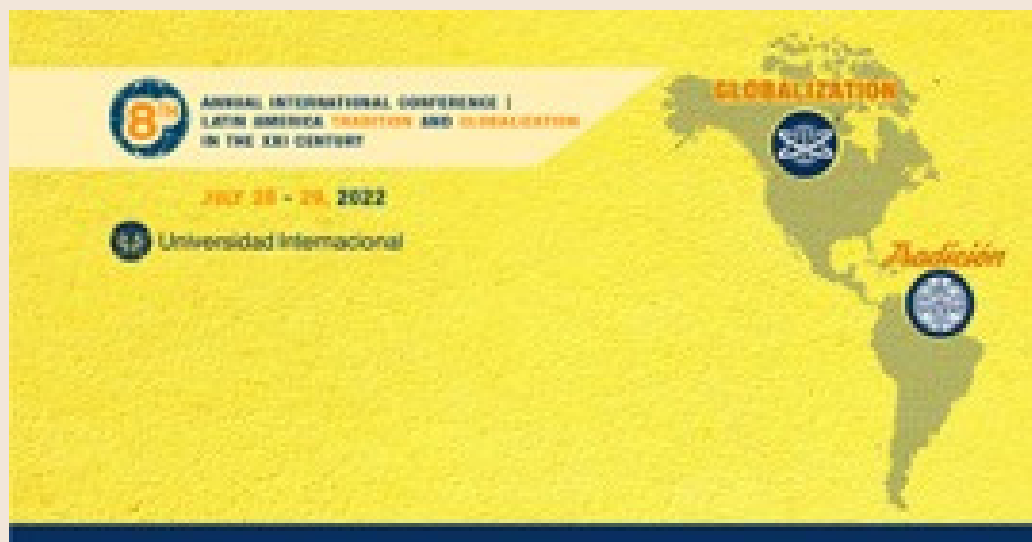 8TH
ANNUAL INTERNATIONAL CONFERENCE |
LATIN AMERICA TRADITION AND GLOBALIZATION
IN THE XXI CENTURY
JULY 28 - 29, 2022
Universidad Internacional
GLOBALIZATION
Tradición